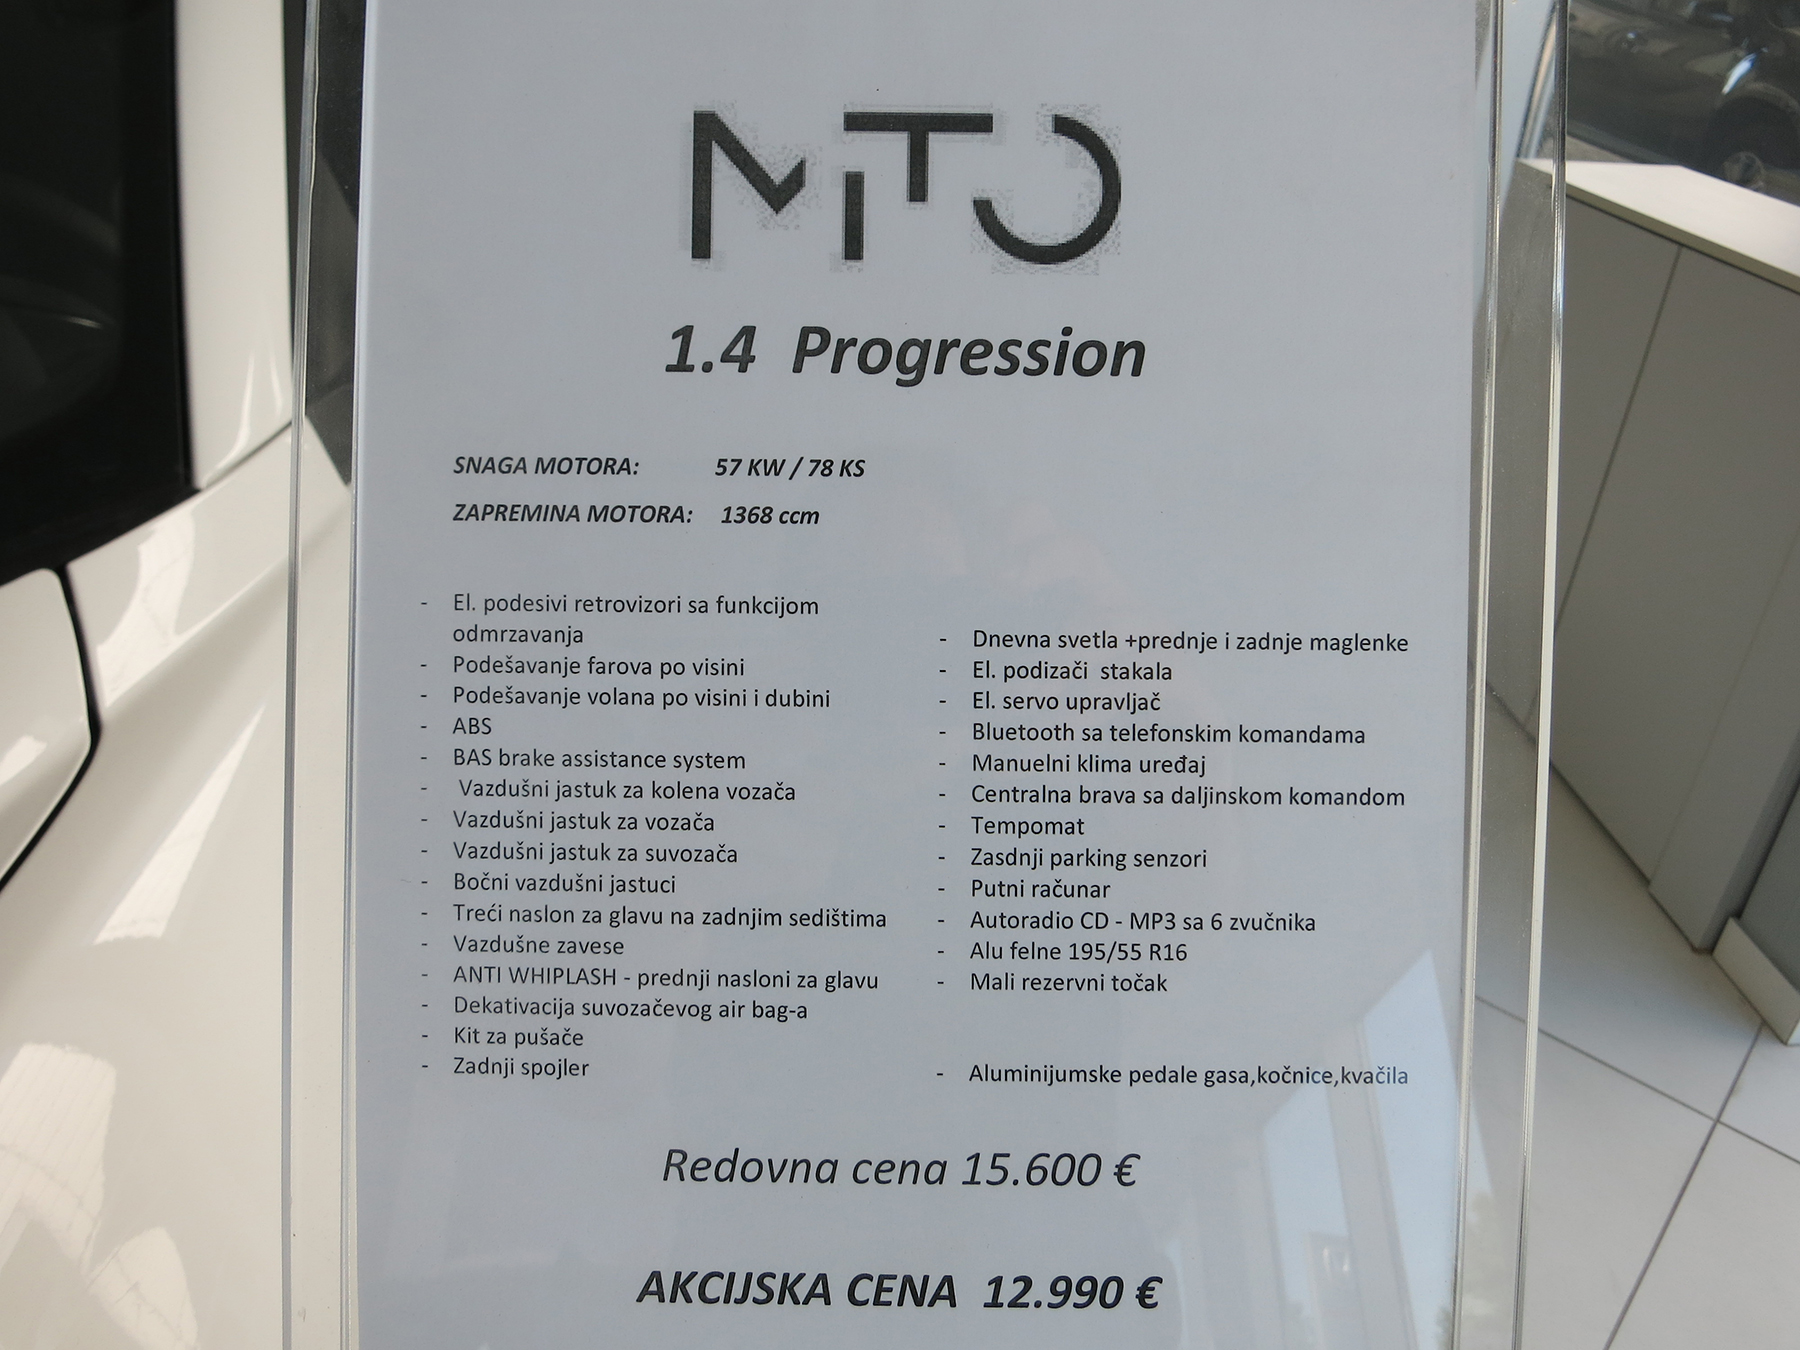 MiTO
1.4 Progression
SNAGA MOTORA: 57 KW / 78 KS
ZAPREMINA MOTORA: 1368 ccm
- El. podesivi retrovizori sa funkcijom
odmrzavanja
- Podešavanje farova po visini
- Podešavanje volana po visini i dubini
- ABS
- BAS brake assistance system
- Vazdušni jastuk za kolena vozača
- Vazdušni jastuk za vozača
- Vazdušni jastuk za suvozača
- Bočni vazdušni jastuci
- Treći naslon za glavu na zadnjim sedištima
- Vazdušne zavese
- ANTI WHIPLASH - prednji nasloni za glavu
- Dekativacija suvozačevog air bag-a
- Kit za pušače
- Zadnji spojler
- Dnevna svetla +prednje i zadnje maglenke
- El. podizači stakala
- El. servo upravljač
- Bluetooth sa telefonskim komandama
- Manuelni klima uređaj
- Centralna brava sa daljinskom komandom
- Tempomat
- Zasdnji parking senzori
- Putni računar
- Autoradio CD - MP3 sa 6 zvučnika
- Alu felne 195/55 R16
- Mali rezervni točak
- Aluminijumske pedale gasa,kočnice,kvačila
Redovna cena 15.600 €
AKCIJSKA CENA 12.990 €